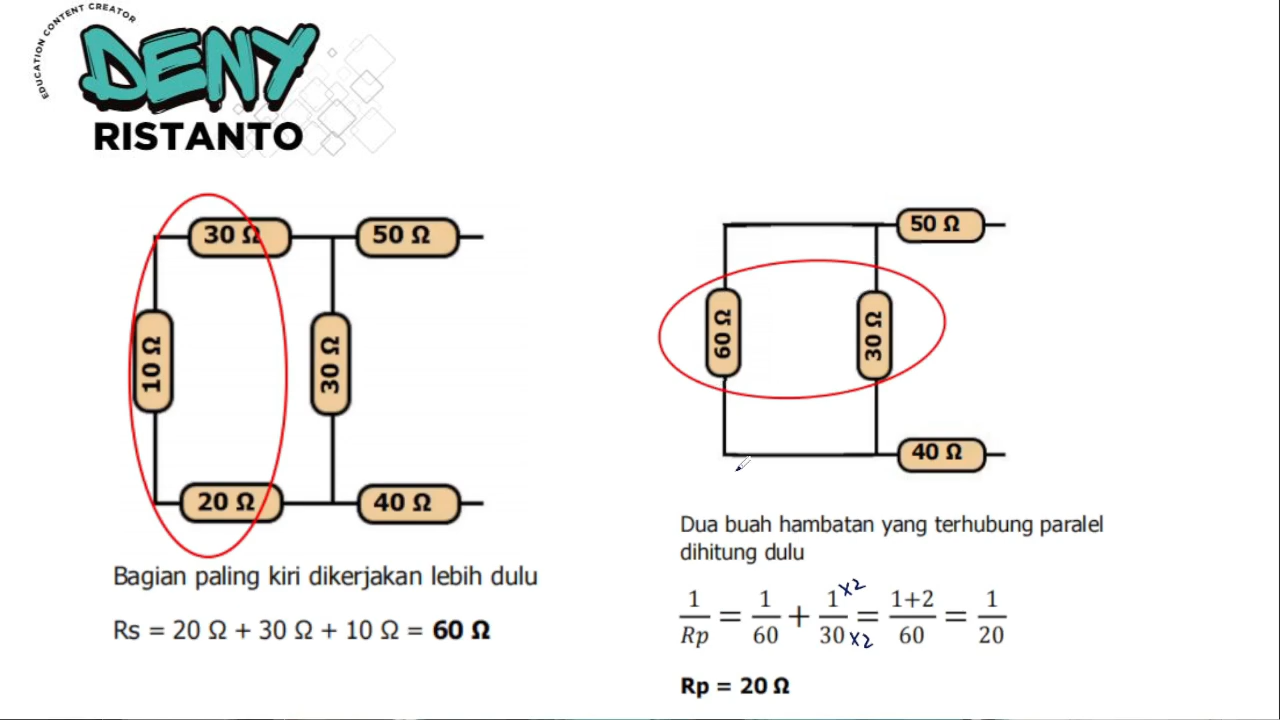 EDUCATION CONTENT CREATOR
DENY
RISTANTO
30 Ω
50 Ω
10 Ω
30 Ω
20 Ω
40 Ω
Bagian paling kiri dikerjakan lebih dulu
Rs = 20 Ω + 30 Ω + 10 Ω = 60 Ω
50 Ω
60 Ω
30 Ω
40 Ω
Dua buah hambatan yang terhubung paralel
dihitung dulu
1/Rp = 1/60 + 1/30 ×2/×2 = 1+2/60 = 1/20
Rp = 20 Ω